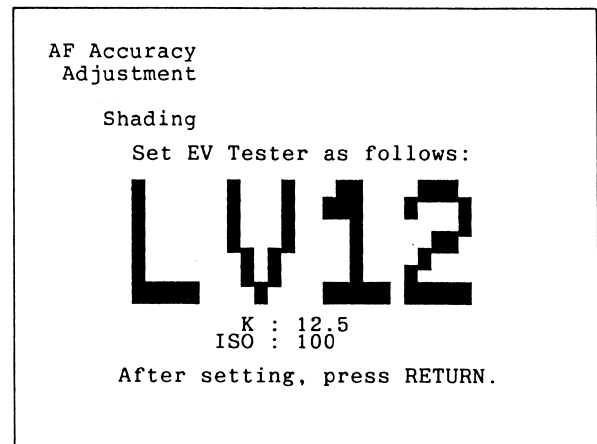 AF Accuracy
Adjustment
Shading
Set EV Tester as follows:
LV12
K : 12.5
ISO : 100
After setting, press RETURN.